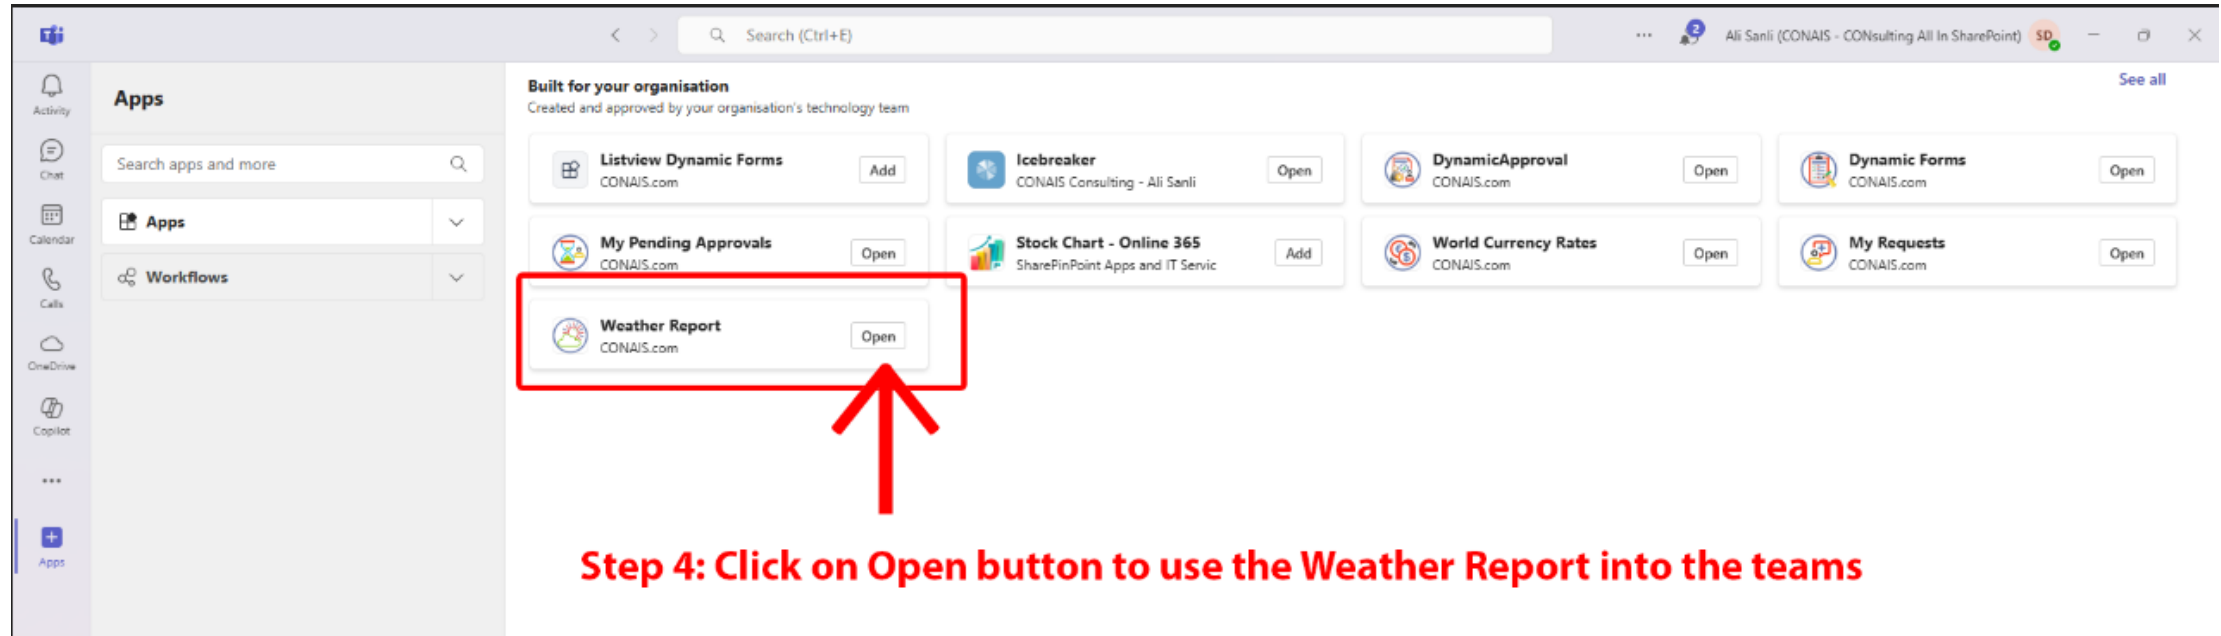 Search (Ctrl+E)
2
Ali Sanli (CONAIS - CONsulting All In SharePoint)
SD
Activity
Chat
Calendar
Calls
OneDrive
Copilot
Apps
Apps
Search apps and more
Apps
Workflows
Built for your organisation
See all
Created and approved by your organisation's technology team
Listview Dynamic Forms
CONAIS.com
Add
Icebreaker
CONAIS Consulting - Ali Sanli
Open
DynamicApproval
CONAIS.com
Open
Dynamic Forms
CONAIS.com
Open
My Pending Approvals
CONAIS.com
Open
Stock Chart - Online 365
SharePinPoint Apps and IT Servic
Add
World Currency Rates
CONAIS.com
Open
My Requests
CONAIS.com
Open
Weather Report
CONAIS.com
Open
Step 4: Click on Open button to use the Weather Report into the teams